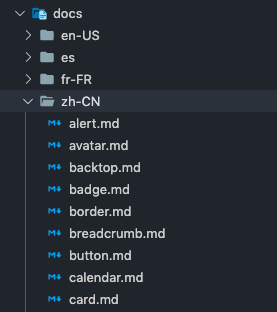 docs
en-US
es
fr-FR
zh-CN
alert.md
avatar.md
backtop.md
badge.md
border.md
breadcrumb.md
button.md
calendar.md
card.md